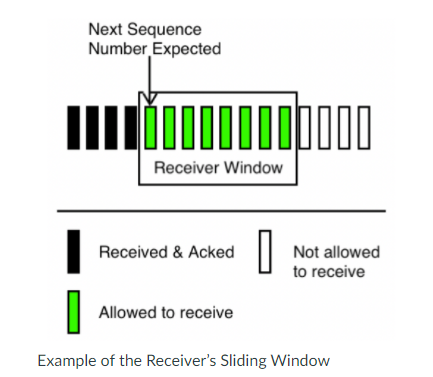 Next Sequence
Number Expected
Receiver Window
Received & Acked
Not allowed
to receive
Allowed to receive
Example of the Receiver's Sliding Window